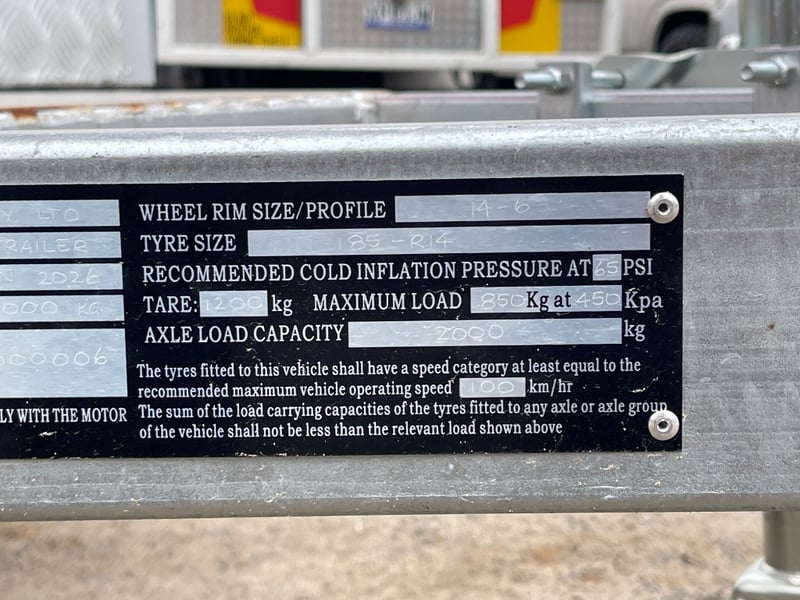 Y LTD
TRAILER
N 2026
000 KG
000006
LY WITH THE MOTOR
WHEEL RIM SIZE/PROFILE 14-6
TYRE SIZE 185-R14
RECOMMENDED COLD INFLATION PRESSURE AT 65 PSI
TARE: 1200 kg MAXIMUM LOAD 850 Kg at 450 Kpa
AXLE LOAD CAPACITY 2000 kg
The tyres fitted to this vehicle shall have a speed category at least equal to the
recommended maximum vehicle operating speed 100 km/hr
The sum of the load carrying capacities of the tyres fitted to any axle or axle group
of the vehicle shall not be less than the relevant load shown above